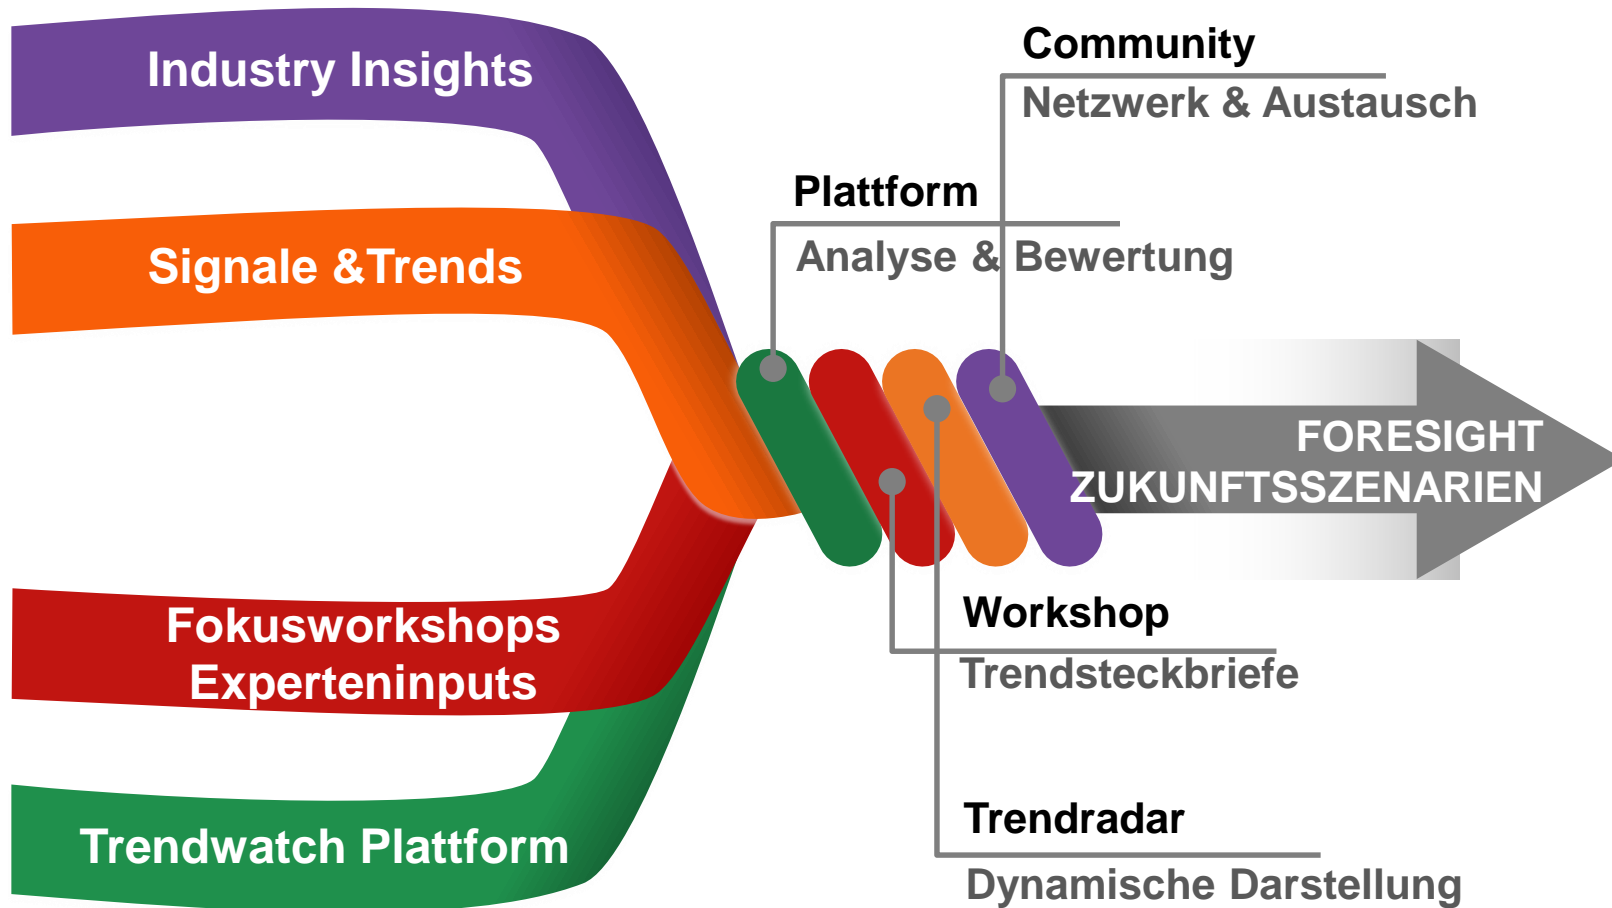 Industry Insights
Signale &Trends
Fokusworkshops
Experteninputs
Trendwatch Plattform
Community
Netzwerk & Austausch
Plattform
Analyse & Bewertung
FORESIGHT
ZUKUNFTSSZENARIEN
Workshop
Trendsteckbriefe
Trendradar
Dynamische Darstellung